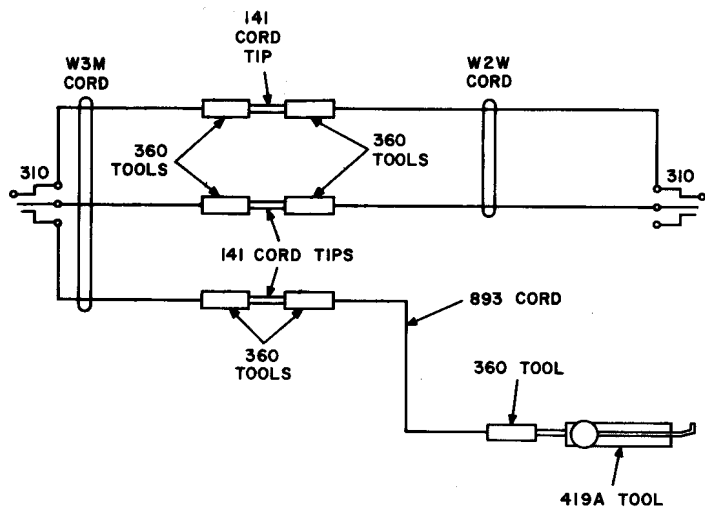 141
CORD
TIP
W3M
CORD
W2W
CORD
360
TOOLS
360
TOOLS
310
310
141 CORD TIPS
893 CORD
360
TOOLS
360 TOOL
419A TOOL